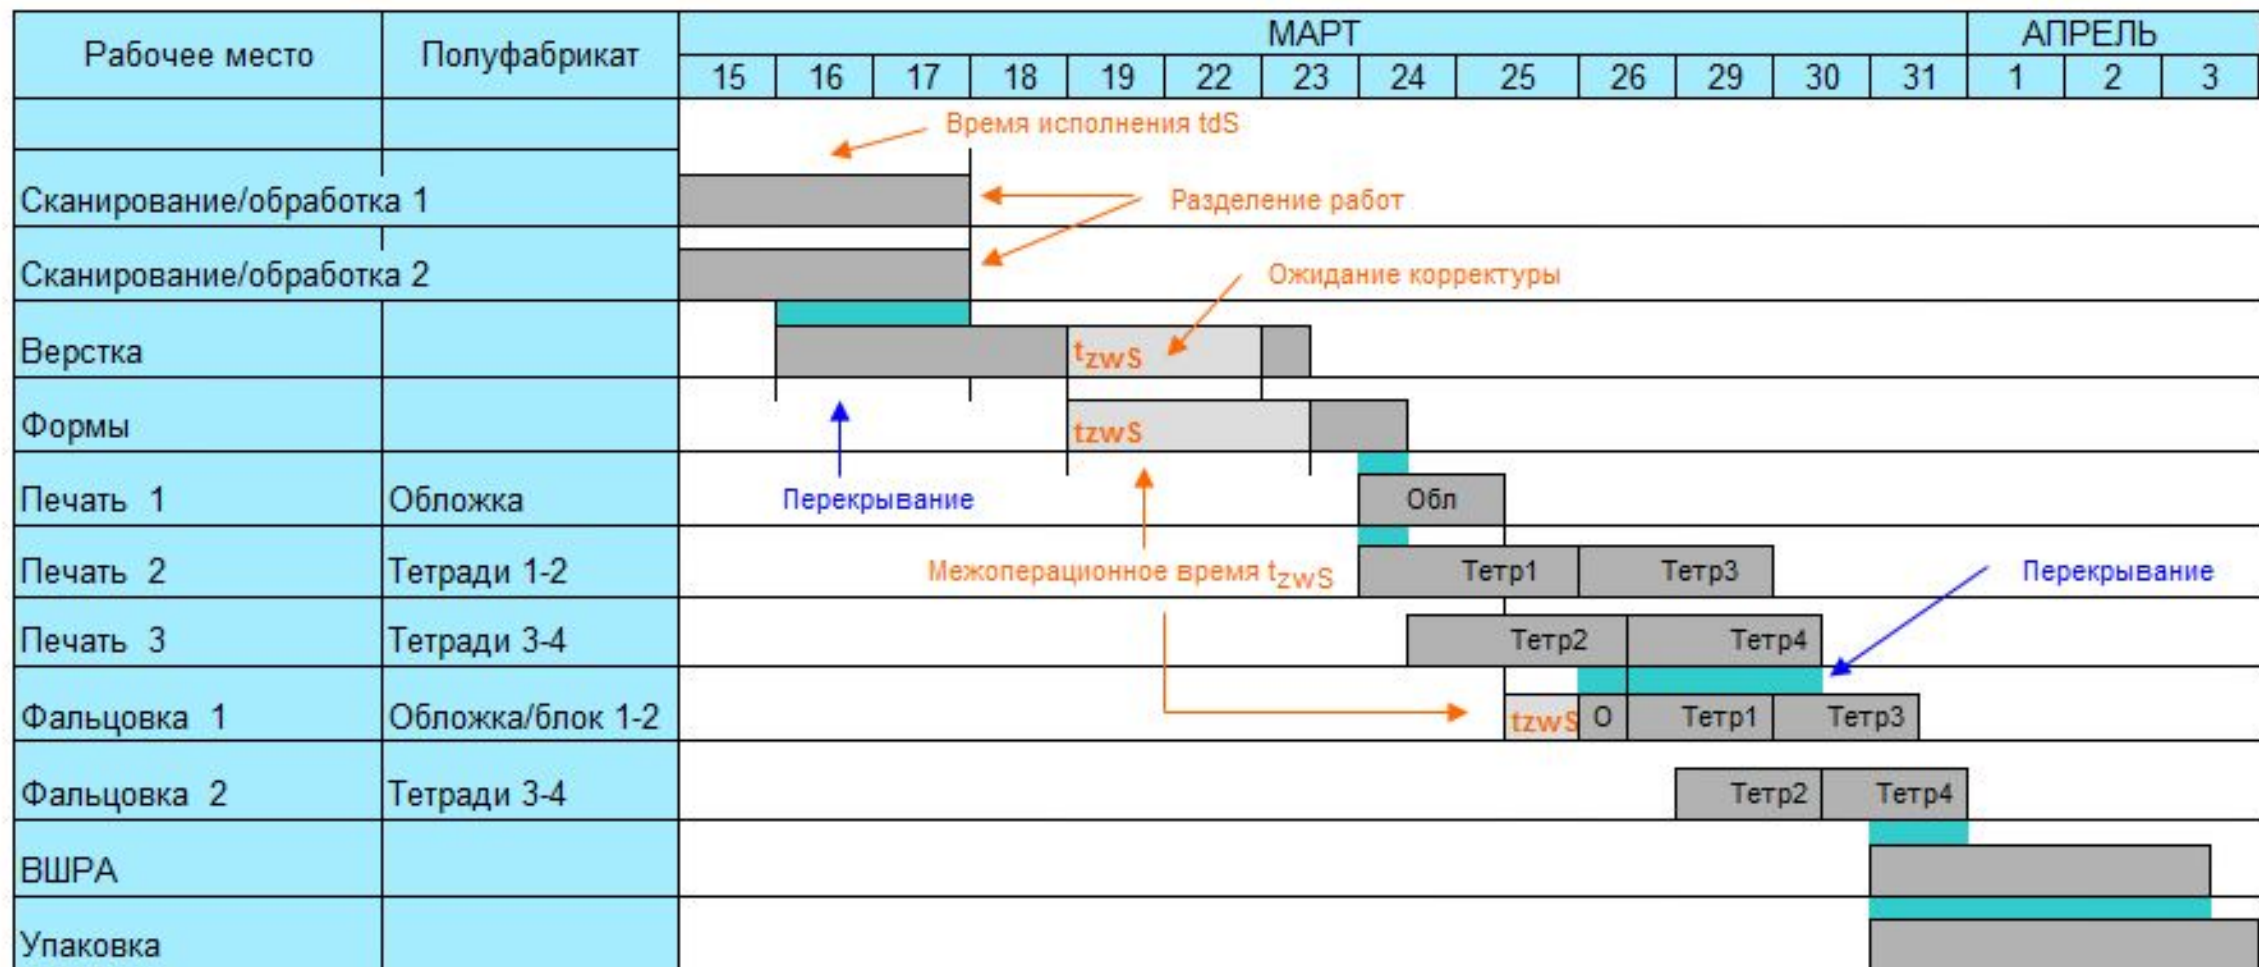 Рабочее место Полуфабрикат МАРТ АПРЕЛЬ
15 16 17 18 19 22 23 24 25 26 29 30 31 1 2 3
Время исполнения tdS
Сканирование/обработка 1 Разделение работ
Сканирование/обработка 2 Ожидание корректуры
Верстка tzwS
Формы tzwS
Печать 1 Обложка Перекрывание Обл
Печать 2 Тетради 1-2 Межоперационное время tzwS Тетр1 Тетр3 Перекрывание
Печать 3 Тетради 3-4 Тетр2 Тетр4
Фальцовка 1 Обложка/блок 1-2 tzwS О Тетр1 Тетр3
Фальцовка 2 Тетради 3-4 Тетр2 Тетр4
ВШРА
Упаковка